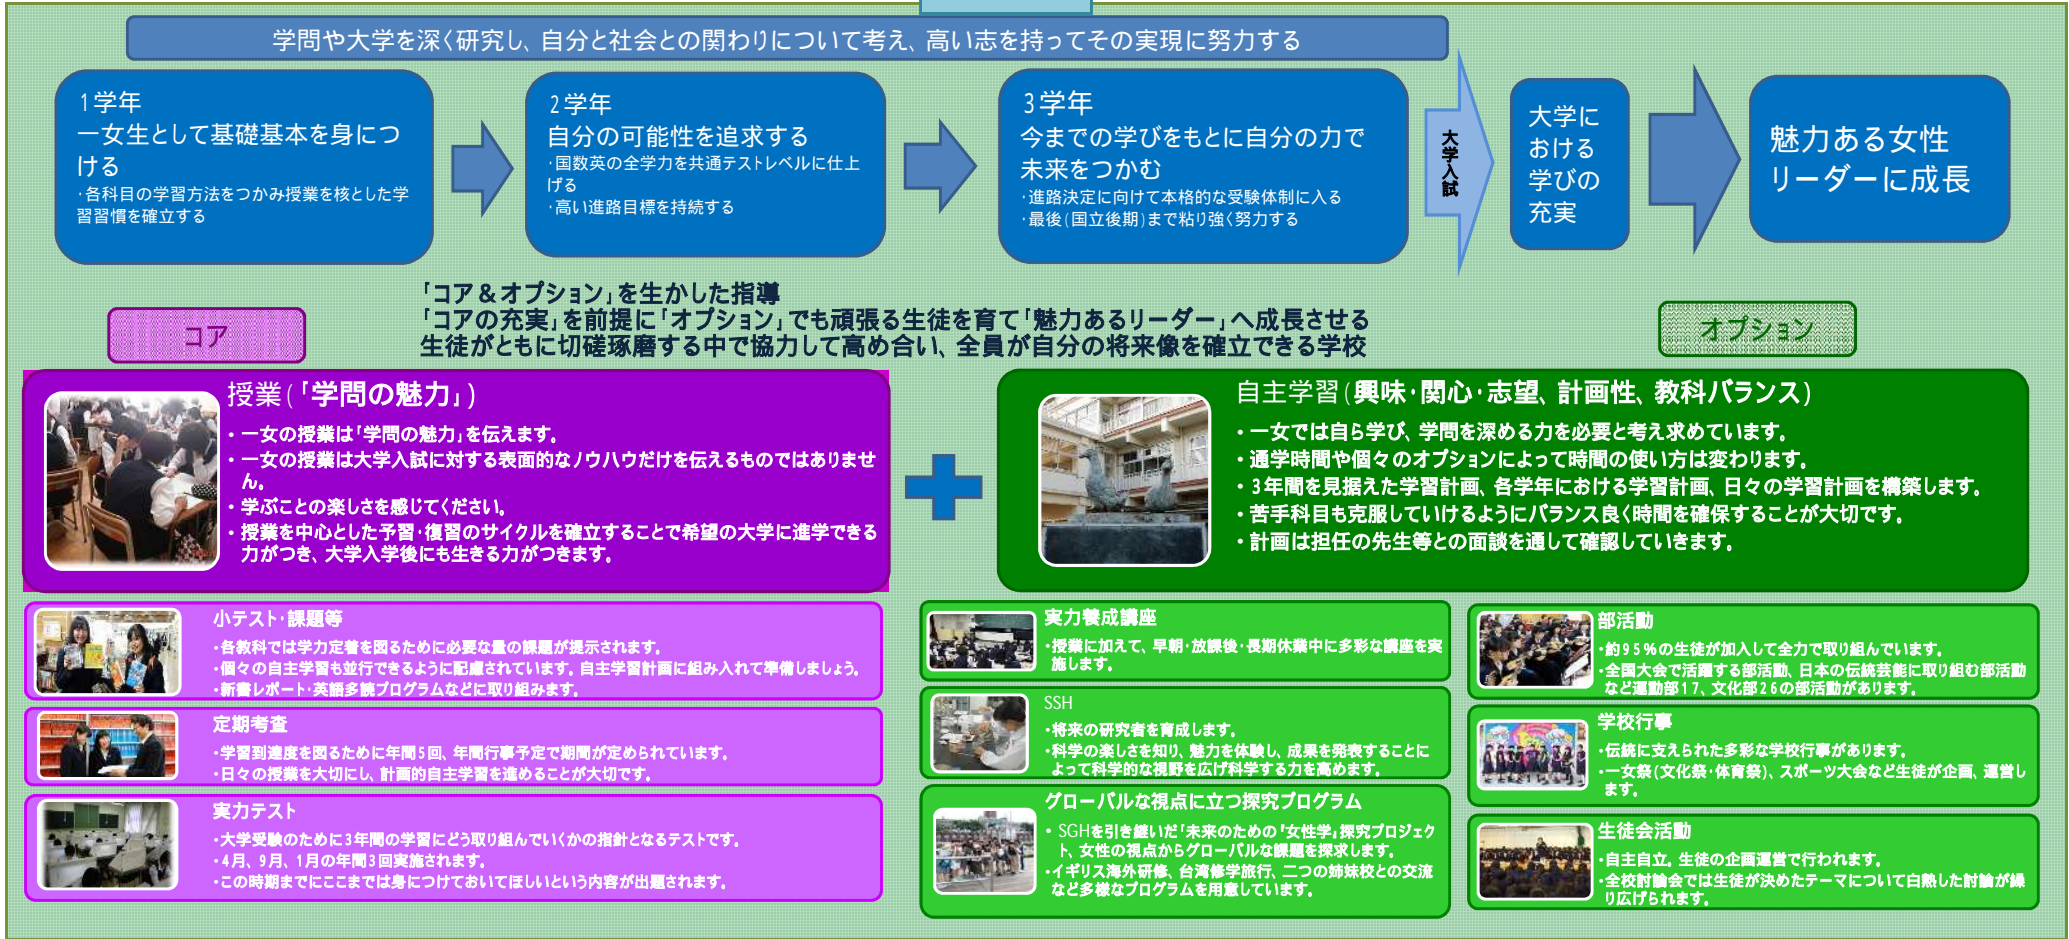 学問や大学を深く研究し、自分と社会との関わりについて考え、高い志を持ってその実現に努力する
1学年
一女生として基礎基本を身につ
ける
・各科目の学習方法をつかみ授業を核とした学
習習慣を確立する
2学年
自分の可能性を追求する
・国数英の全学力を共通テストレベルに仕上
げる
・高い進路目標を持続する
3学年
今までの学びをもとに自分の力で
未来をつかむ
・進路決定に向けて本格的な受験体制に入る
・最後(国立後期)まで粘り強く努力する
大学入試
大学に
おける
学びの
充実
魅力ある女性
リーダーに成長
「コア＆オプション」を生かした指導
「コアの充実」を前提に「オプション」でも頑張る生徒を育て「魅力あるリーダー」へ成長させる
生徒がともに切磋琢磨する中で協力して高め合い、全員が自分の将来像を確立できる学校
コア
オプション
授業(「学問の魅力」)
・一女の授業は「学問の魅力」を伝えます。
・一女の授業は大学入試に対する表面的なノウハウだけを伝えるものではありませ
ん。
・学ぶことの楽しさを感じてください。
・授業を中心とした予習・復習のサイクルを確立することで希望の大学に進学できる
力がつき、大学入学後にも生きる力がつきます。
自主学習(興味・関心・志望、計画性、教科バランス)
・一女では自ら学び、学問を深める力を必要と考え求めています。
・通学時間や個々のオプションによって時間の使い方は変わります。
・3年間を見据えた学習計画、各学年における学習計画、日々の学習計画を構築します。
・苦手科目も克服していけるようにバランス良く時間を確保することが大切です。
・計画は担任の先生等との面談を通して確認していきます。
小テスト・課題等
・各教科では学力定着を図るために必要な量の課題が提示されます。
・個々の自主学習も並行できるように配慮されています。自主学習計画に組み入れて準備しましょう。
・新書レポート・英語多読プログラムなどに取り組みます。
定期考査
・学習到達度を図るために年間5回、年間行事予定で期間が定められています。
・日々の授業を大切にし、計画的自主学習を進めることが大切です。
実力テスト
・大学受験のために3年間の学習にどう取り組んでいくかの指針となるテストです。
・4月、9月、1月の年間3回実施されます。
・この時期までにここまでは身につけておいてほしいという内容が出題されます。
実力養成講座
・授業に加えて、早朝・放課後・長期休業中に多彩な講座を実
施します。
SSH
・将来の研究者を育成します。
・科学の楽しさを知り、魅力を体験し、成果を発表することに
よって科学的な視野を広げ科学する力を高めます。
グローバルな視点に立つ探究プログラム
・SGHを引き継いだ「未来のための『女性学』探究プロジェク
ト、女性の視点からグローバルな課題を探求します。
・イギリス海外研修、台湾修学旅行、二つの姉妹校との交流
など多様なプログラムを用意しています。
部活動
・約95%の生徒が加入して全力で取り組んでいます。
・全国大会で活躍する部活動、日本の伝統芸能に取り組む部活動
など運動部17、文化部26の部活動があります。
学校行事
・伝統に支えられた多彩な学校行事があります。
・一女祭(文化祭・体育祭)、スポーツ大会など生徒が企画、運営し
ます。
生徒会活動
・自主自立。生徒の企画運営で行われます。
・全校討論会では生徒が決めたテーマについて白熱した討論が繰
り広げられます。